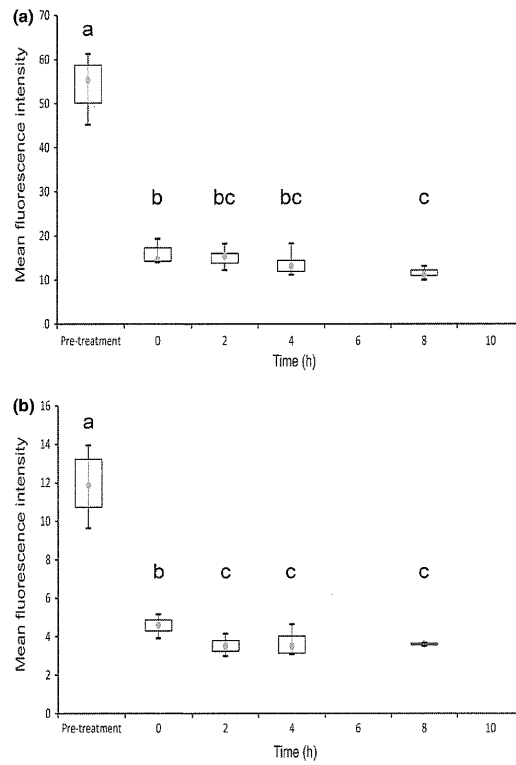 (a)
a
Mean fluorescence intensity
70
60
50
40
30
20
10
0
b
bc
bc
c
Pre-treatment 0 2 4 6 8 10
Time (h)
(b)
a
Mean fluorescence intensity
16
14
12
10
8
6
4
2
0
b
c
c
c
Pre-treatment 0 2 4 6 8 10
Time (h)